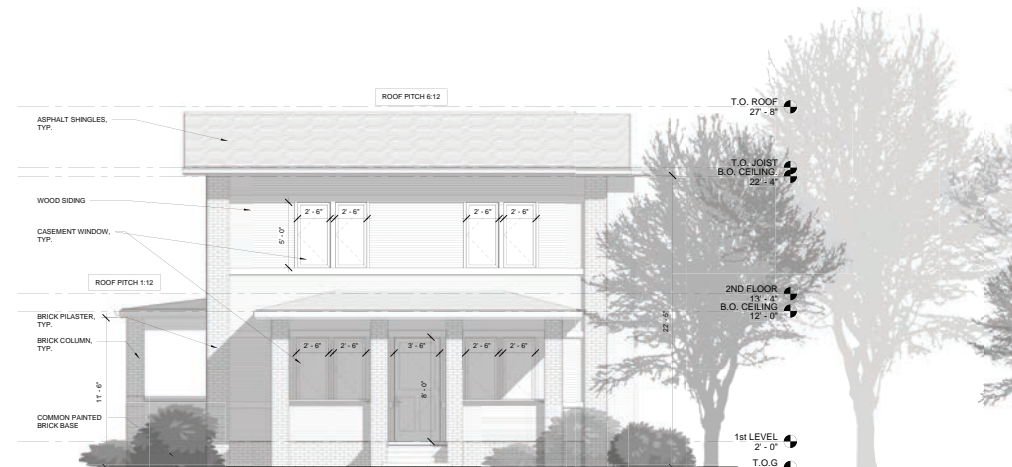 ROOF PITCH 6:12
T.O. ROOF
27' - 8"
ASPHALT SHINGLES,
TYP.
T.O. JOIST
B.O. CEILING.
22' - 4"
WOOD SIDING
2' - 6" 2' - 6" 2' - 6" 2' - 6"
5' - 0"
CASEMENT WINDOW,
TYP.
ROOF PITCH 1:12
2ND FLOOR
13' - 4"
B.O. CEILING
12' - 0"
22' - 5"
BRICK PILASTER,
TYP.
BRICK COLUMN,
TYP.
2' - 6" 2' - 6" 3' - 6" 2' - 6" 2' - 6"
8' - 0"
11' - 6"
COMMON PAINTED
BRICK BASE
1st LEVEL
2' - 0"
T.O.G